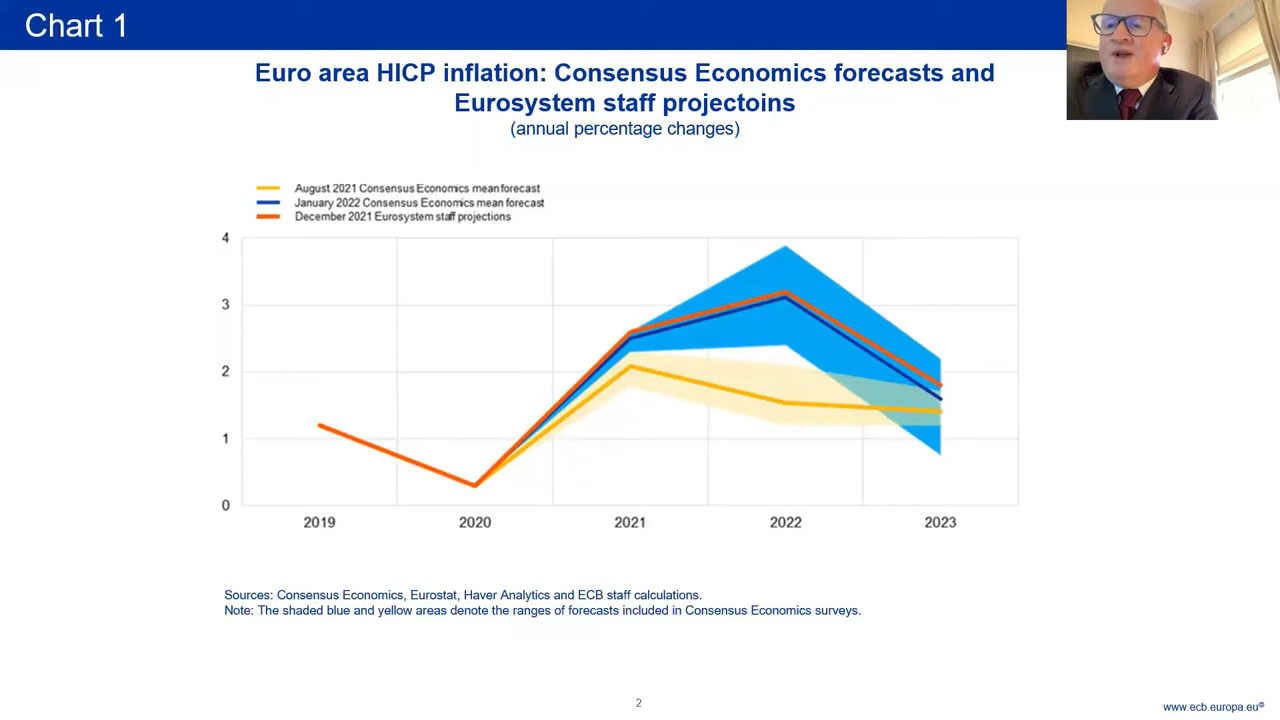 Chart 1
Euro area HICP inflation: Consensus Economics forecasts and
Eurosystem staff projectoins
(annual percentage changes)
August 2021 Consensus Economics mean forecast
January 2022 Consensus Economics mean forecast
December 2021 Eurosystem staff projections
4
3
2
1
0
2019 2020 2021 2022 2023
Sources: Consensus Economics, Eurostat, Haver Analytics and ECB staff calculations.
Note: The shaded blue and yellow areas denote the ranges of forecasts included in Consensus Economics surveys.
2
www.ecb.europa.eu©